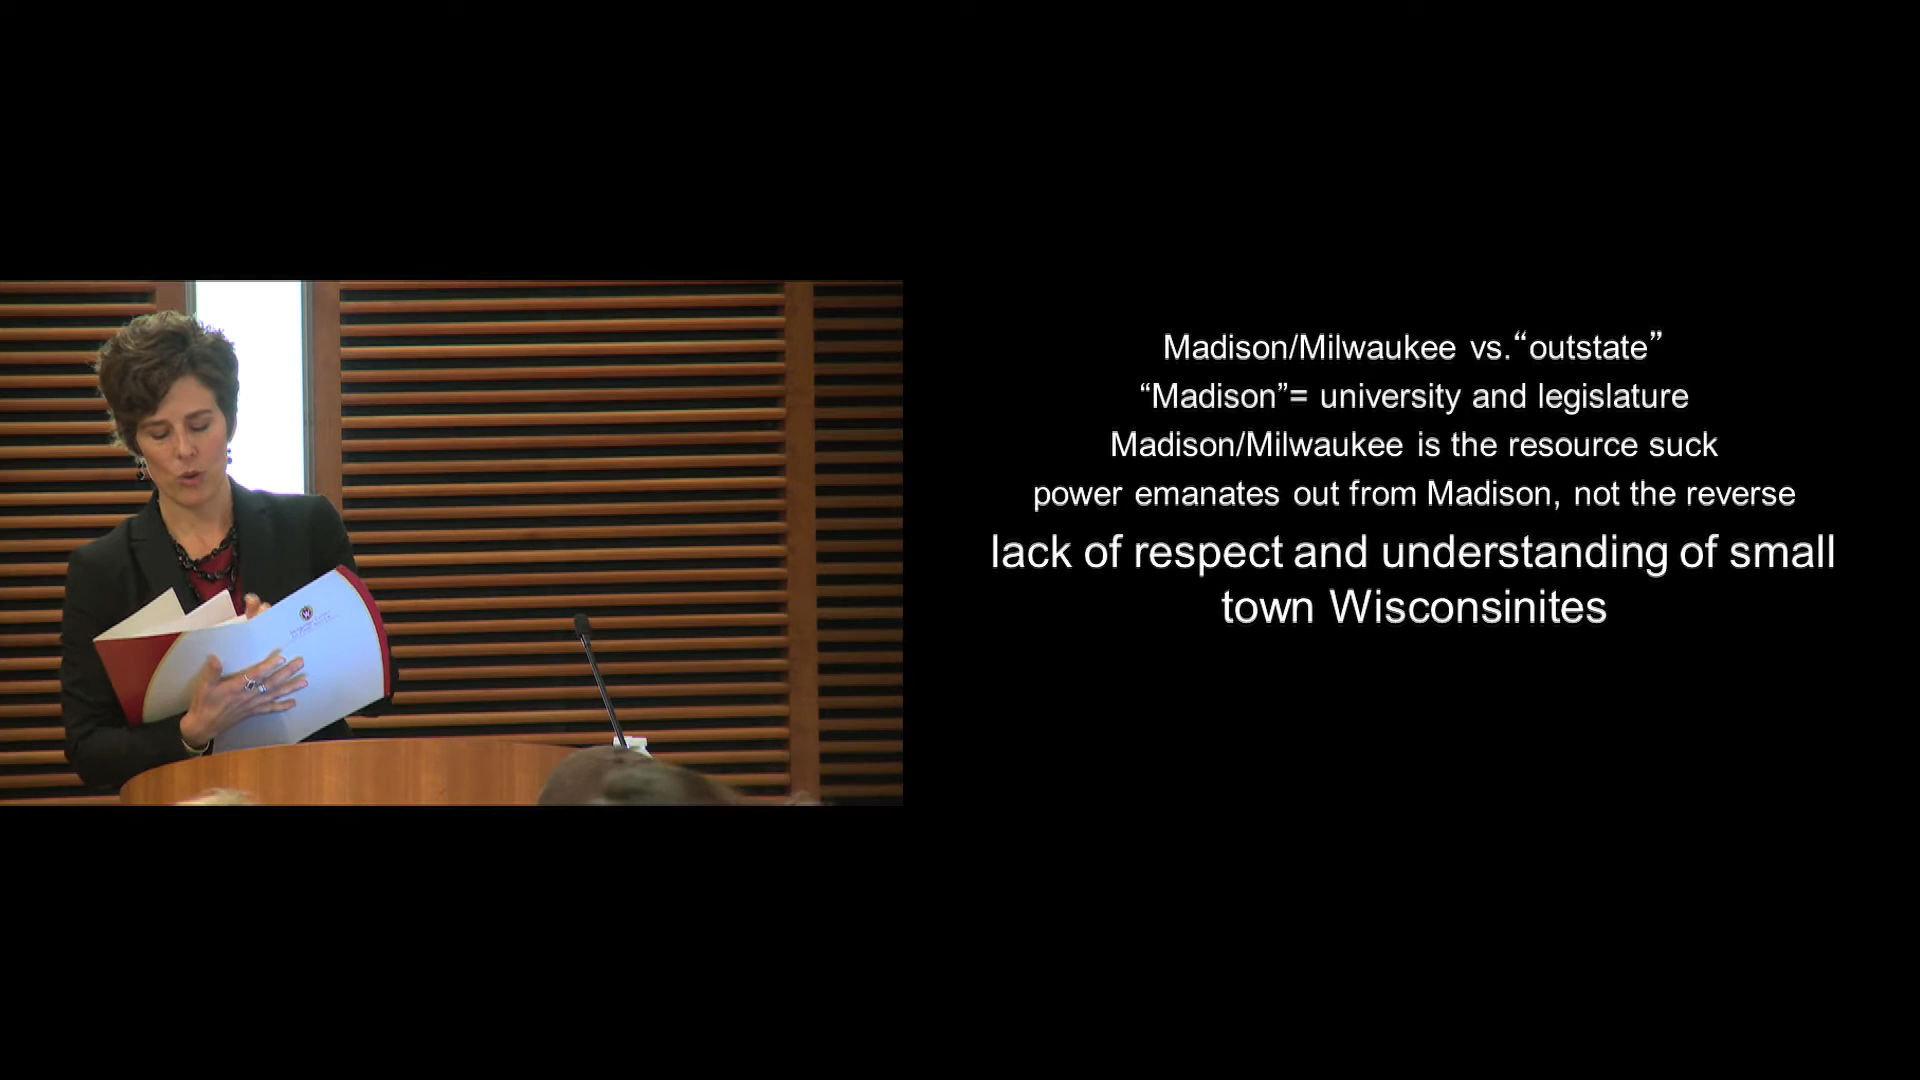 Madison/Milwaukee vs.“outstate”
“Madison”= university and legislature
Madison/Milwaukee is the resource suck
power emanates out from Madison, not the reverse
lack of respect and understanding of small
town Wisconsinites